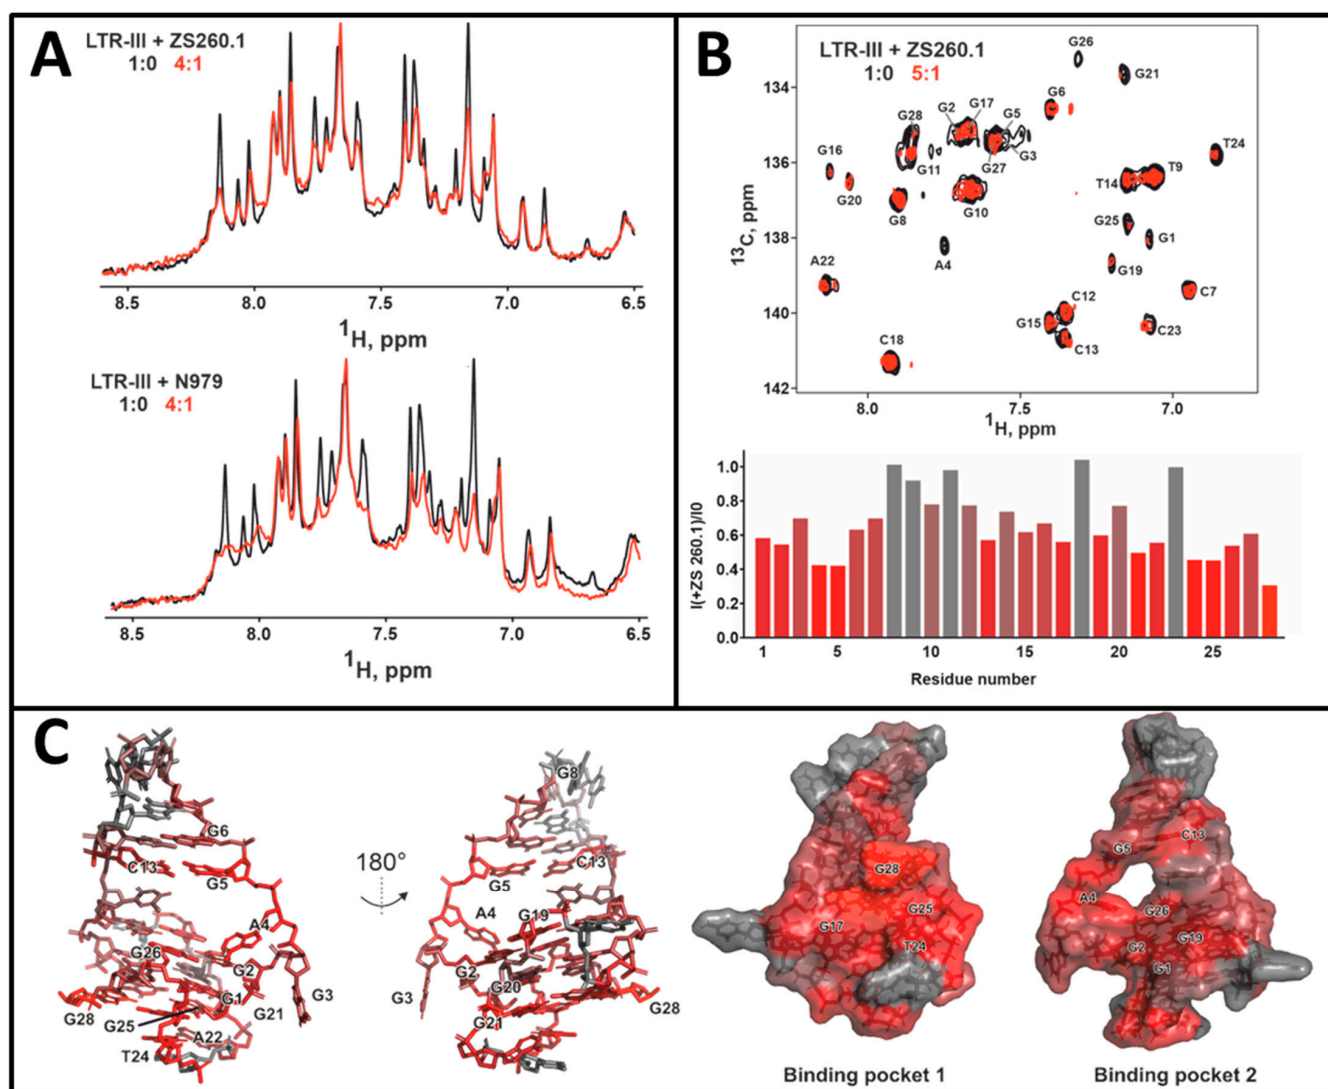 A
LTR-III + ZS260.1
1:0 4:1
8.5 8.0 7.5 7.0 6.5
1H, ppm
LTR-III + N979
1:0 4:1
8.5 8.0 7.5 7.0 6.5
1H, ppm
B
LTR-III + ZS260.1
1:0 5:1
G26
G21
G6
G28
G2
G17
G5
T24
G16
G11
G3
G27
T9
T14
G20
G8
G10
G25
G1
A4
A22
G19
C12
C7
G15
C23
C13
C18
134
136
138
140
142
13C, ppm
8.0 7.5 7.0
1H, ppm
1.0
0.8
0.6
0.4
0.2
0.0
I(+ZS 260.1)/I0
1 5 10 15 20 25
Residue number
C
G6
C13
G5
A4
G26
G2
G1
G3
G28
G21
G25
A22
T24
180°
G8
C13
G5
A4
G19
G2
G20
G3
G28
G21
G28
G17
G25
T24
Binding pocket 1
C13
G5
A4
G26
G2
G19
G1
Binding pocket 2